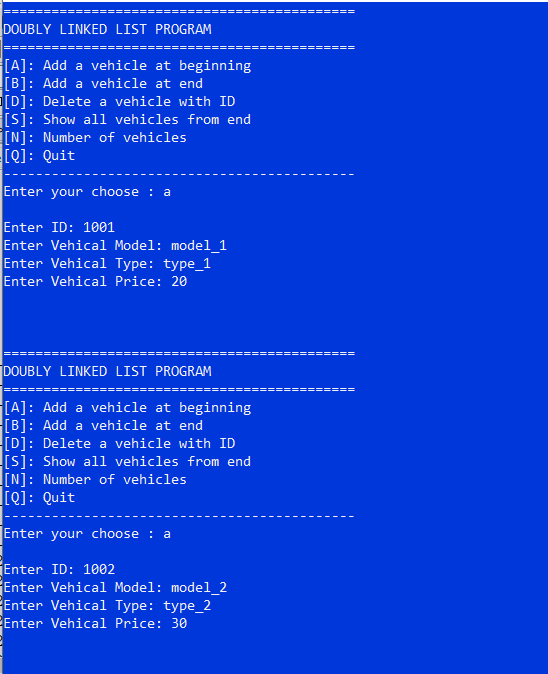 ============================================
DOUBLY LINKED LIST PROGRAM
============================================
[A]: Add a vehicle at beginning
[B]: Add a vehicle at end
[D]: Delete a vehicle with ID
[S]: Show all vehicles from end
[N]: Number of vehicles
[Q]: Quit
--------------------------------------------
Enter your choose : a
Enter ID: 1001
Enter Vehical Model: model_1
Enter Vehical Type: type_1
Enter Vehical Price: 20
============================================
DOUBLY LINKED LIST PROGRAM
============================================
[A]: Add a vehicle at beginning
[B]: Add a vehicle at end
[D]: Delete a vehicle with ID
[S]: Show all vehicles from end
[N]: Number of vehicles
[Q]: Quit
--------------------------------------------
Enter your choose : a
Enter ID: 1002
Enter Vehical Model: model_2
Enter Vehical Type: type_2
Enter Vehical Price: 30